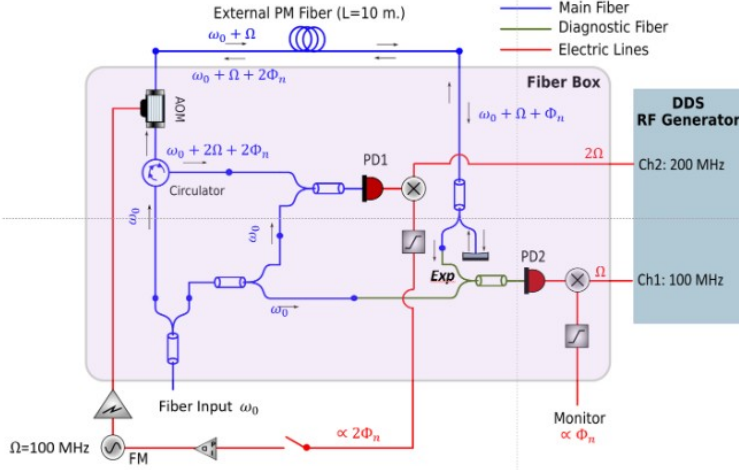 External PM Fiber (L=10 m.)
Main Fiber
Diagnostic Fiber
Electric Lines
ω₀ + Ω
ω₀ + Ω + 2Φₙ
Fiber Box
AOM
ω₀ + Ω + Φₙ
DDS
RF Generator
ω₀ + 2Ω + 2Φₙ
PD1
2Ω
Ch2: 200 MHz
Circulator
ω₀
ω₀
Exp
PD2
Ω
Ch1: 100 MHz
ω₀
Fiber Input ω₀
Monitor
∝ Φₙ
∝ 2Φₙ
Ω=100 MHz
FM